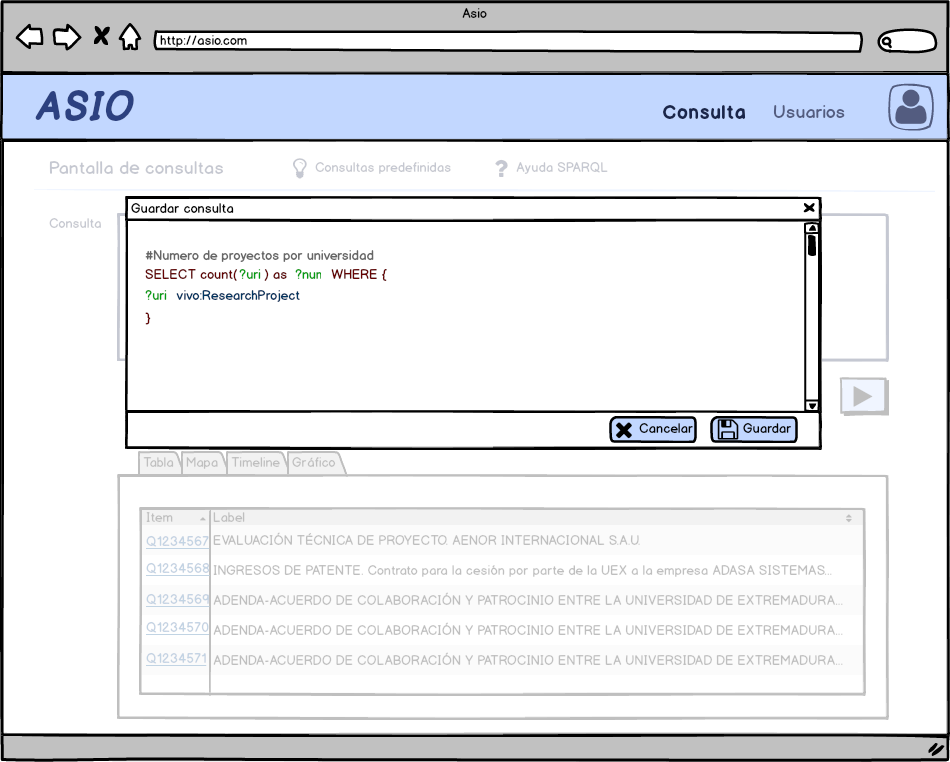 Asio
http://asio.com
ASIO
Consulta Usuarios
Pantalla de consultas Consultas predefinidas ? Ayuda SPARQL
Consulta
Guardar consulta
#Numero de proyectos por universidad
SELECT count(?uri ) as ?nun WHERE {
?uri vivo:ResearchProject
}
Cancelar Guardar
Tabla Mapa Timeline Gráfico
Item Label
Q1234567 EVALUACIÓN TÉCNICA DE PROYECTO. AENOR INTERNACIONAL S.A.U.
Q1234568 INGRESOS DE PATENTE. Contrato para la cesión por parte de la UEX a la empresa ADASA SISTEMAS...
Q1234569 ADENDA-ACUERDO DE COLABORACIÓN Y PATROCINIO ENTRE LA UNIVERSIDAD DE EXTREMADURA...
Q1234570 ADENDA-ACUERDO DE COLABORACIÓN Y PATROCINIO ENTRE LA UNIVERSIDAD DE EXTREMADURA...
Q1234571 ADENDA-ACUERDO DE COLABORACIÓN Y PATROCINIO ENTRE LA UNIVERSIDAD DE EXTREMADURA...